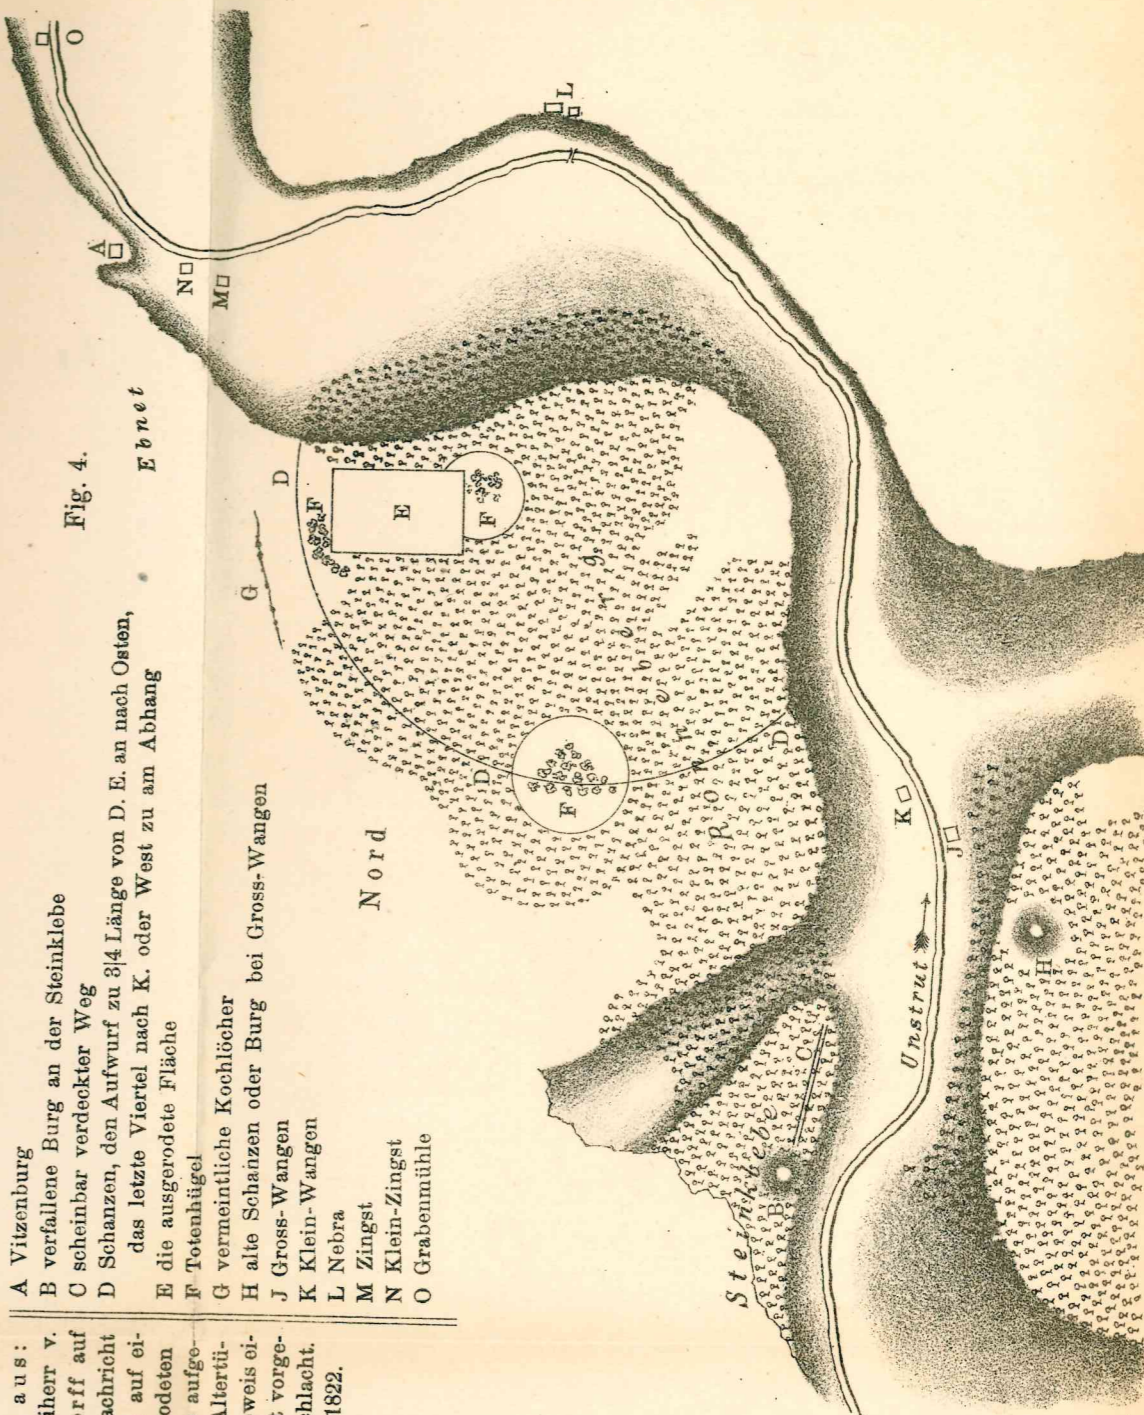 aus:
iherr v.
rff auf
achricht
auf ei-
odeten
aufge-
Altertü-
weis ei-
t vorge-
hlacht.
1822.
A Vitzenburg
B verfallene Burg an der Steinklebe
C scheinbar verdeckter Weg
D Schanzen, den Aufwurf zu 3|4 Länge von D. E. an nach Osten,
das letzte Viertel nach K. oder West zu am Abhang
E die ausgerodete Fläche
F Totenhügel
G vermeintliche Kochlöcher
H alte Schanzen oder Burg bei Gross-Wangen
J Gross-Wangen
K Klein-Wangen
L Nebra
M Zingst
N Klein-Zingst
O Grabenmühle
Fig. 4.
Ebnet
Nord
O
A
N
M
L
G
D
F
E
F
D
F
D
Ronnenberge
K
J
H
Unstrut
Steinklebe
B
C